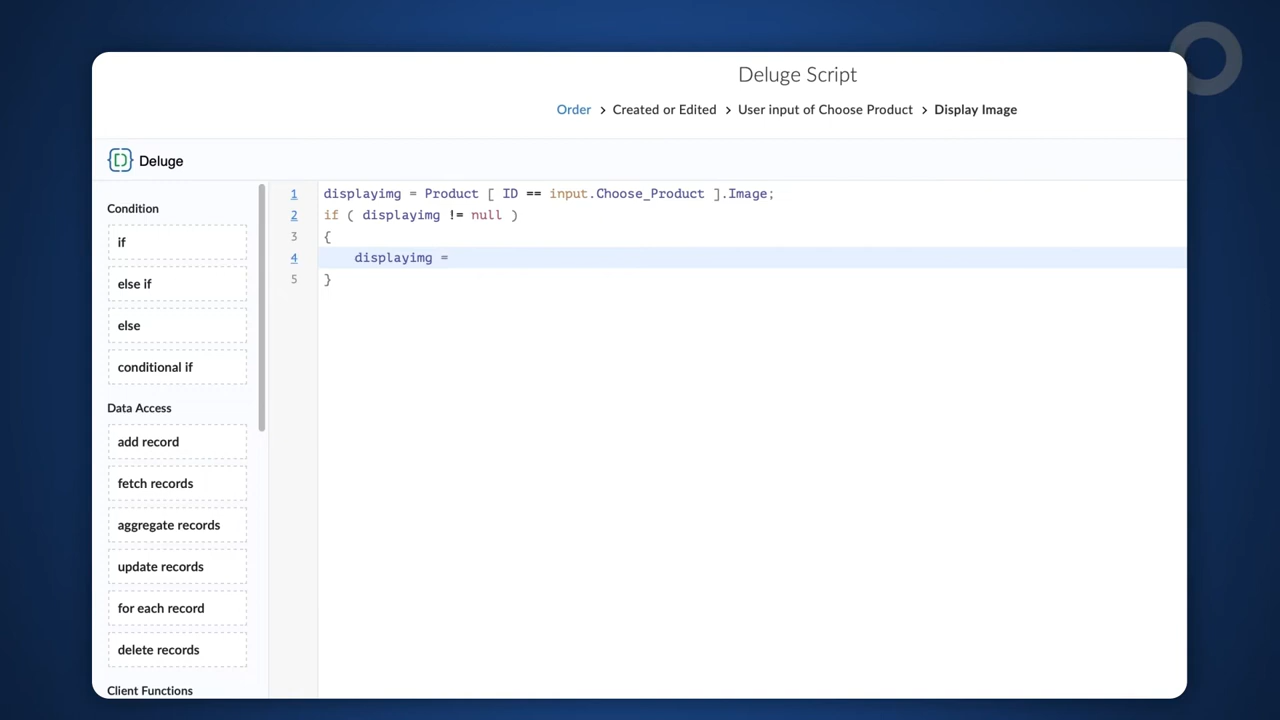 Deluge Script
Order > Created or Edited > User input of Choose Product > Display Image
Deluge
Condition
if
else if
else
conditional if
Data Access
add record
fetch records
aggregate records
update records
for each record
delete records
Client Functions
1 displayimg = Product [ ID == input.Choose_Product ].Image;
2 if ( displayimg != null )
3 {
4 displayimg =
5 }